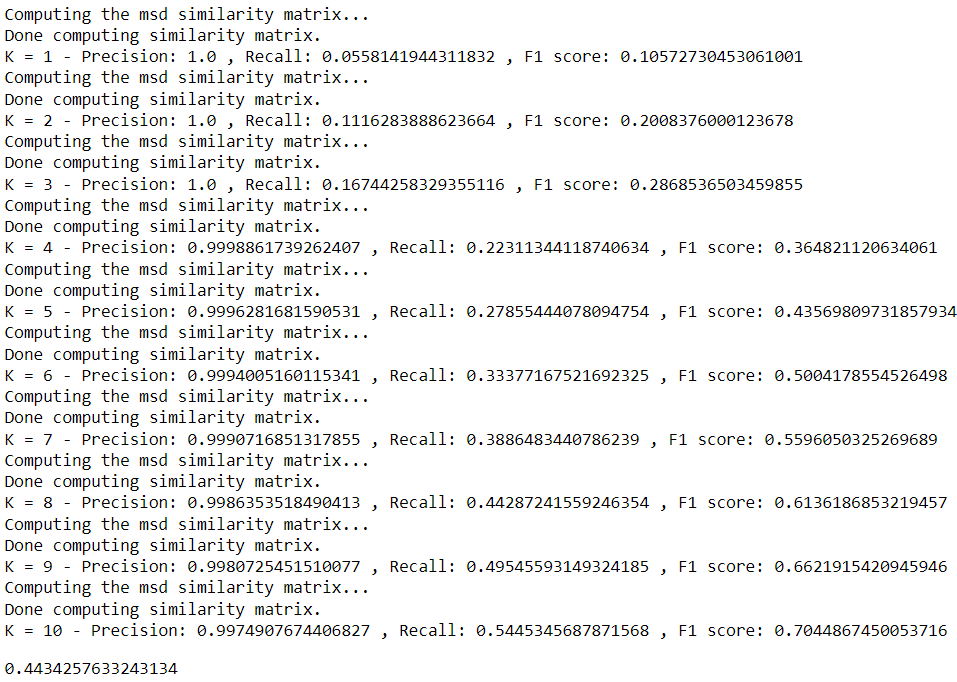 Computing the msd similarity matrix...
Done computing similarity matrix.
K = 1 - Precision: 1.0 , Recall: 0.0558141944311832 , F1 score: 0.10572730453061001
Computing the msd similarity matrix...
Done computing similarity matrix.
K = 2 - Precision: 1.0 , Recall: 0.1116283888623664 , F1 score: 0.2008376000123678
Computing the msd similarity matrix...
Done computing similarity matrix.
K = 3 - Precision: 1.0 , Recall: 0.16744258329355116 , F1 score: 0.2868536503459855
Computing the msd similarity matrix...
Done computing similarity matrix.
K = 4 - Precision: 0.9998861739262407 , Recall: 0.22311344118740634 , F1 score: 0.364821120634061
Computing the msd similarity matrix...
Done computing similarity matrix.
K = 5 - Precision: 0.9996281681590531 , Recall: 0.27855444078094754 , F1 score: 0.43569809731857934
Computing the msd similarity matrix...
Done computing similarity matrix.
K = 6 - Precision: 0.9994005160115341 , Recall: 0.33377167521692325 , F1 score: 0.5004178554526498
Computing the msd similarity matrix...
Done computing similarity matrix.
K = 7 - Precision: 0.9990716851317855 , Recall: 0.3886483440786239 , F1 score: 0.5596050325269689
Computing the msd similarity matrix...
Done computing similarity matrix.
K = 8 - Precision: 0.9986353518490413 , Recall: 0.44287241559246354 , F1 score: 0.6136186853219457
Computing the msd similarity matrix...
Done computing similarity matrix.
K = 9 - Precision: 0.9980725451510077 , Recall: 0.49545593149324185 , F1 score: 0.6621915420945946
Computing the msd similarity matrix...
Done computing similarity matrix.
K = 10 - Precision: 0.9974907674406827 , Recall: 0.5445345687871568 , F1 score: 0.7044867450053716
0.4434257633243134